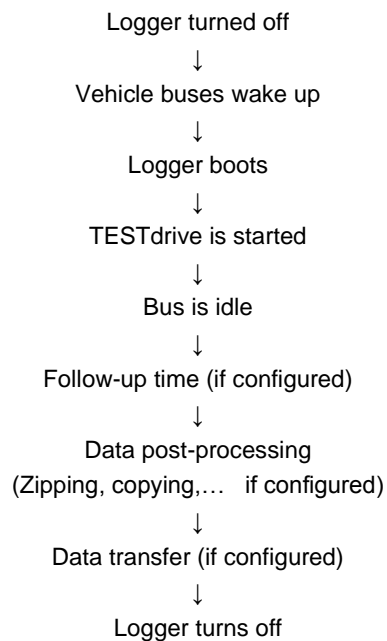 Logger turned off
↓
Vehicle buses wake up
↓
Logger boots
↓
TESTdrive is started
↓
Bus is idle
↓
Follow-up time (if configured)
↓
Data post-processing
(Zipping, copying,… if configured)
↓
Data transfer (if configured)
↓
Logger turns off